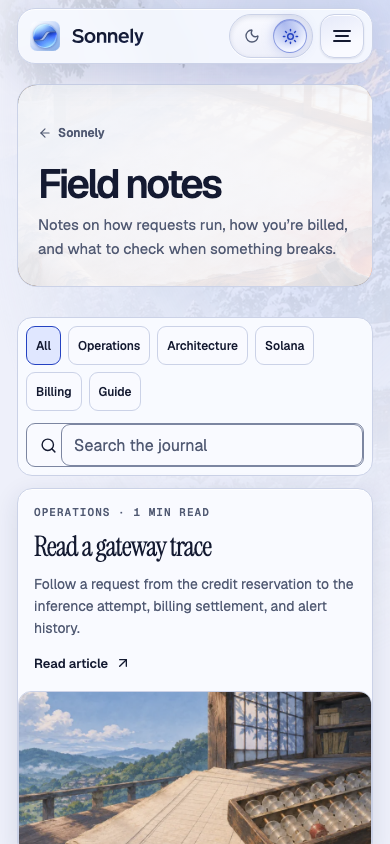 Sonnely
← Sonnely
Field notes
Notes on how requests run, how you’re billed,
and what to check when something breaks.
All
Operations
Architecture
Solana
Billing
Guide
Search the journal
OPERATIONS · 1 MIN READ
Read a gateway trace
Follow a request from the credit reservation to the
inference attempt, billing settlement, and alert
history.
Read article ↗